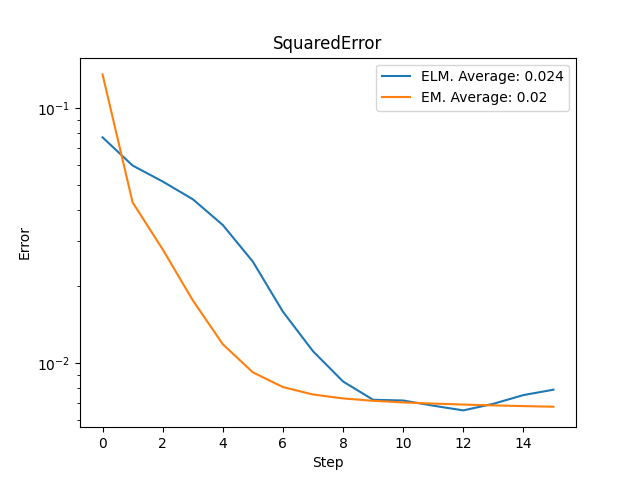 SquaredError
ELM. Average: 0.024
EM. Average: 0.02
10⁻¹
10⁻²
Error
0 2 4 6 8 10 12 14
Step